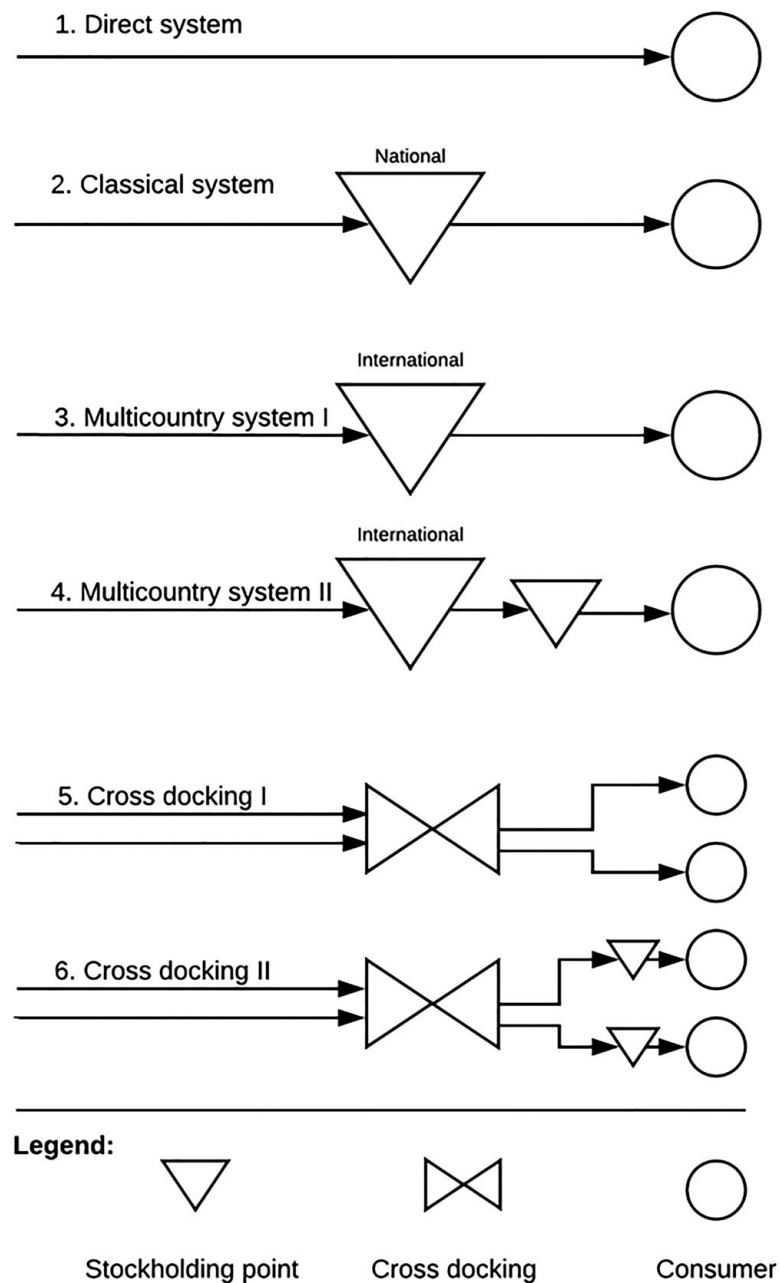 1. Direct system
National
2. Classical system
International
3. Multicountry system I
International
4. Multicountry system II
5. Cross docking I
6. Cross docking II
Legend:
Stockholding point
Cross docking
Consumer